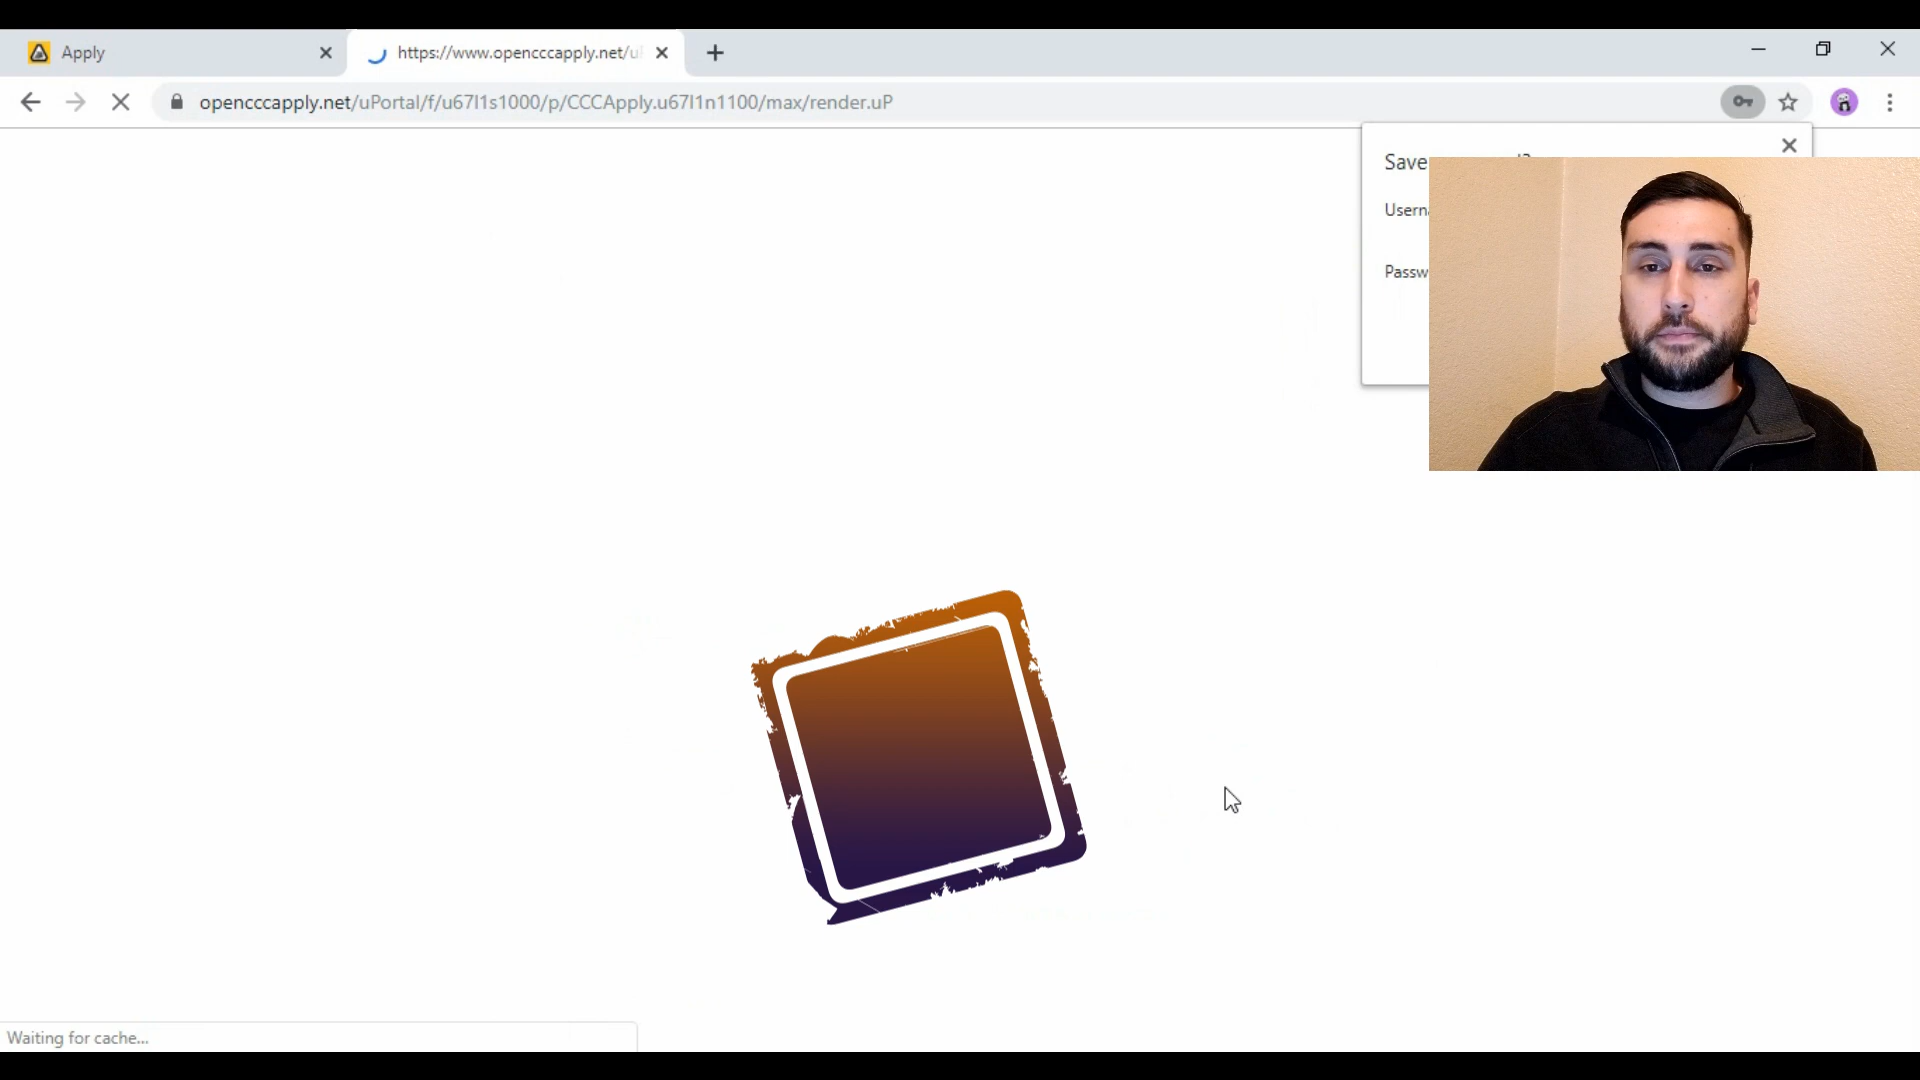 Apply
https://www.opencccapply.net/u
opencccapply.net/uPortal/f/u67l1s1000/p/CCCApply.u67l1n1100/max/render.uP
Save
Userna
Passw
Waiting for cache...